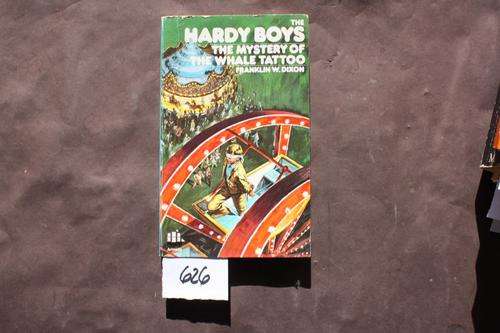 THE
HARDY BOYS
THE MYSTERY OF
THE WHALE TATTOO
FRANKLIN W. DIXON
626